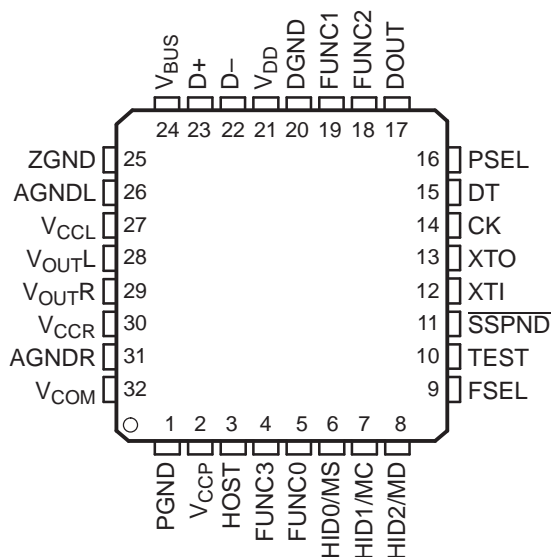 VBUS
D+
D−
VDD
DGND
FUNC1
FUNC2
DOUT
24 23 22 21 20 19 18 17
ZGND 25
AGNDL 26
VCCL 27
VOUTL 28
VOUTR 29
VCCR 30
AGNDR 31
VCOM 32
16 PSEL
15 DT
14 CK
13 XTO
12 XTI
11 SSPND
10 TEST
9 FSEL
1 2 3 4 5 6 7 8
PGND
VCCP
HOST
FUNC3
FUNC0
HID0/MS
HID1/MC
HID2/MD